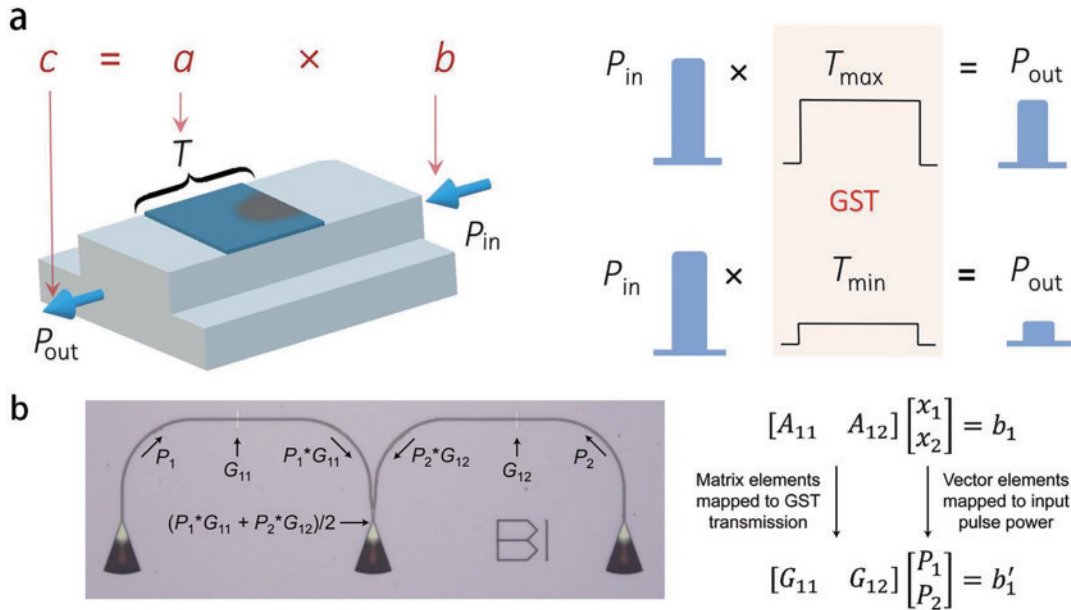 a
c = a × b
T
P_in
P_out
P_in × T_max = P_out
GST
P_in × T_min = P_out
b
P_1
G_11
P_1*G_11
P_2*G_12
G_12
P_2
(P_1*G_11 + P_2*G_12)/2
[A_11 A_12] [x_1 x_2] = b_1
Matrix elements
mapped to GST
transmission
Vector elements
mapped to input
pulse power
[G_11 G_12] [P_1 P_2] = b'_1